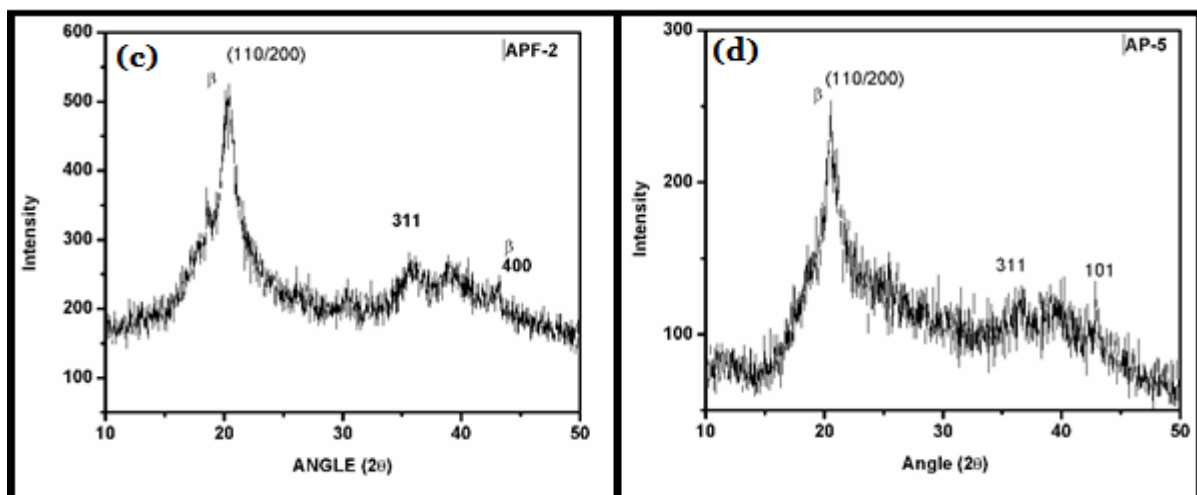 (c)
APF-2
β (110/200)
311
β
400
600
500
400
300
200
100
Intensity
10 20 30 40 50
ANGLE (2θ)
(d)
AP-5
β (110/200)
311
101
300
200
100
Intensity
10 20 30 40 50
Angle (2θ)